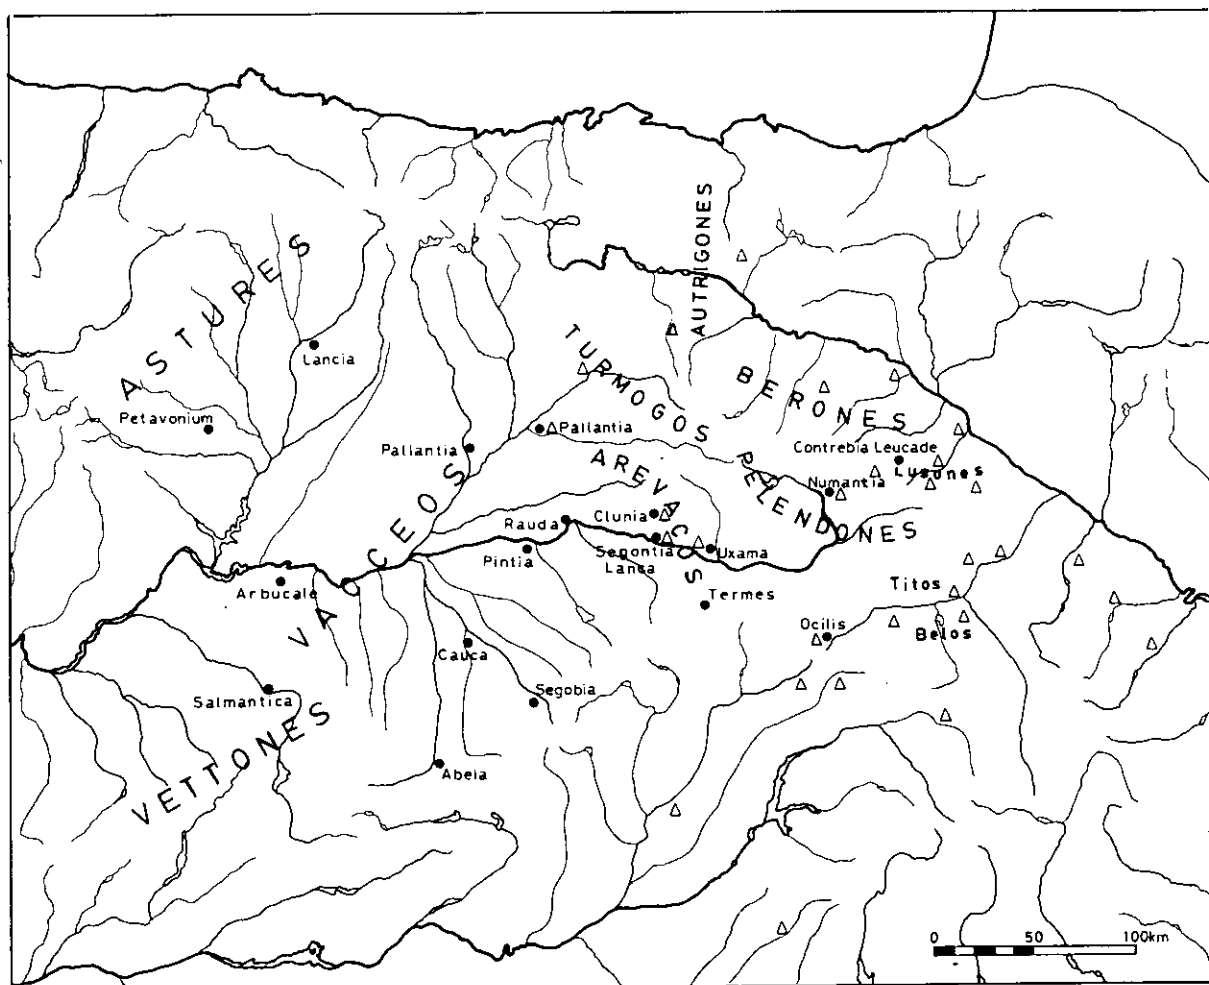 AUTRIGONES
ASTURES
Lancia
TURMOGOS
BERONES
Petavonium
Pallantia
Pallantia
Contrebia Leucade
Lusones
AREVACOS
PELENDONES
Numantia
VACCEOS
Rauda
Clunia
Pintia
Segontia
Lanca
Uxama
Arbucale
Termes
Titos
Ocilis
Belos
Cauca
Salmantica
Segobia
VETTONES
Abela
0 50 100km